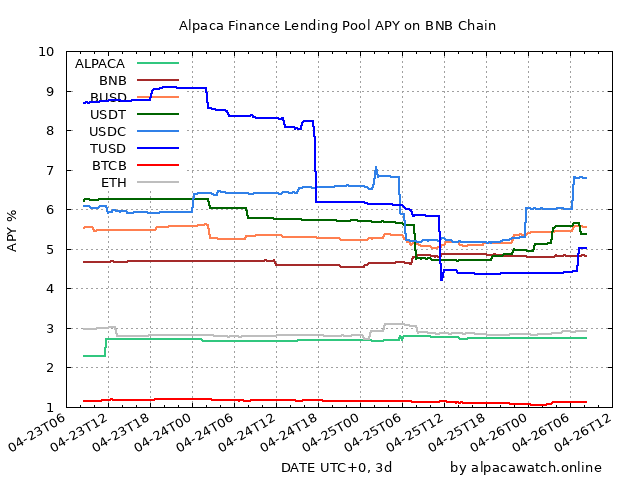 Alpaca Finance Lending Pool APY on BNB Chain
10
9
8
7
6
5
4
3
2
1
APY %
ALPACA
BNB
BUSD
USDT
USDC
TUSD
BTCB
ETH
04-23T06
04-23T12
04-23T18
04-24T00
04-24T06
04-24T12
04-24T18
04-25T00
04-25T06
04-25T12
04-25T18
04-26T00
04-26T06
04-26T12
DATE UTC+0, 3d
by alpacawatch.online